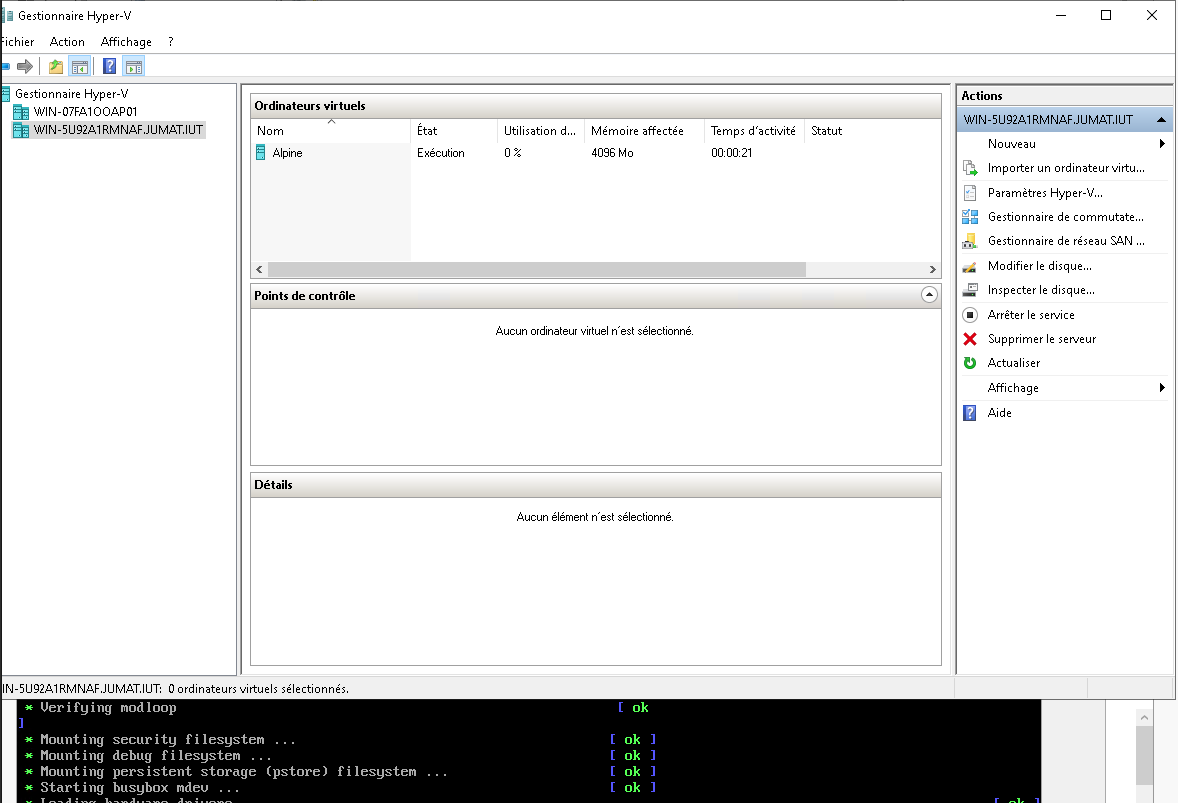 Gestionnaire Hyper-V
Fichier Action Affichage ?
Gestionnaire Hyper-V
WIN-07FA1OOAP01
WIN-5U92A1RMNAF.JUMAT.IUT
Ordinateurs virtuels
Nom État Utilisation d... Mémoire affectée Temps d'activité Statut
Alpine Exécution 0 % 4096 Mo 00:00:21
Points de contrôle
Aucun ordinateur virtuel n'est sélectionné.
Détails
Aucun élément n'est sélectionné.
Actions
WIN-5U92A1RMNAF.JUMAT.IUT
Nouveau
Importer un ordinateur virtu...
Paramètres Hyper-V...
Gestionnaire de commutate...
Gestionnaire de réseau SAN ...
Modifier le disque...
Inspecter le disque...
Arrêter le service
Supprimer le serveur
Actualiser
Affichage
Aide
IN-5U92A1RMNAF.JUMAT.IUT: 0 ordinateurs virtuels sélectionnés.
* Verifying modloop [ ok
]
* Mounting security filesystem ... [ ok ]
* Mounting debug filesystem ... [ ok ]
* Mounting persistent storage (pstore) filesystem ... [ ok ]
* Starting busybox mdev ... [ ok ]
* Loading hardware drivers [ ok ]